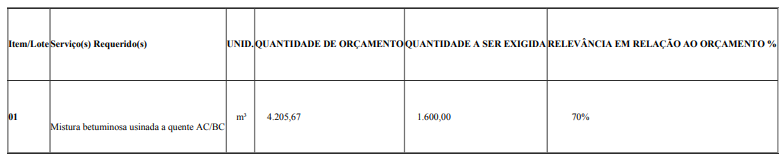 Item/Lote Serviço(s) Requerido(s) UNID. QUANTIDADE DE ORÇAMENTO QUANTIDADE A SER EXIGIDA RELEVÂNCIA EM RELAÇÃO AO ORÇAMENTO %
01 Mistura betuminosa usinada a quente AC/BC m³ 4.205,67 1.600,00 70%